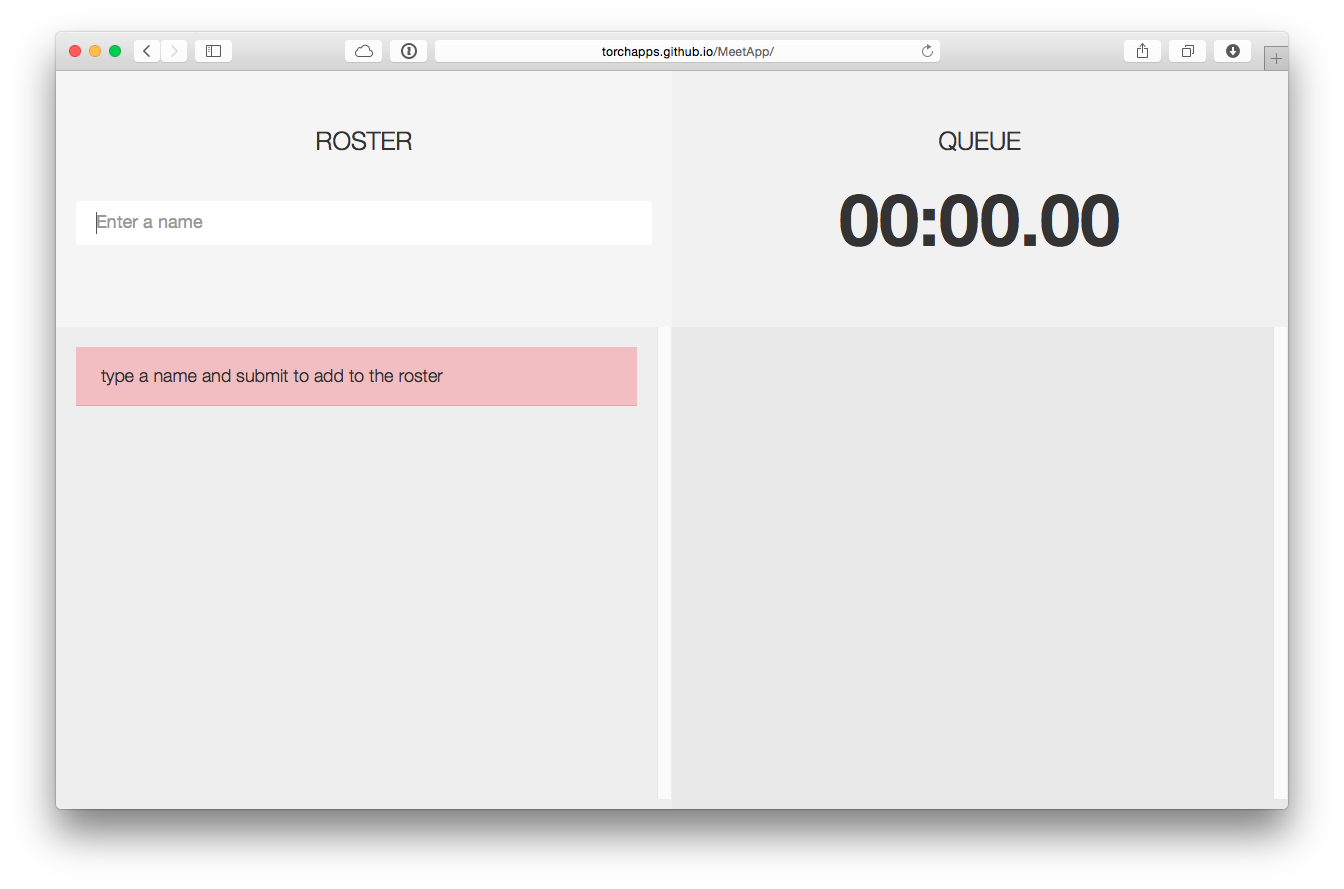 torchapps.github.io/MeetApp/
ROSTER
Enter a name
type a name and submit to add to the roster
QUEUE
00:00.00